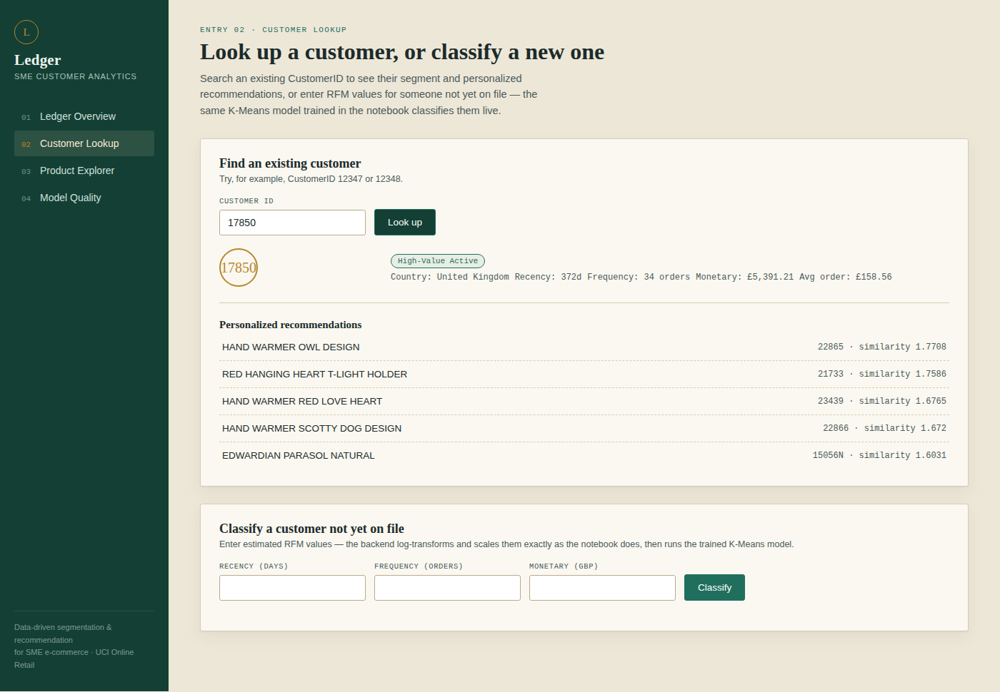 L
Ledger
SME CUSTOMER ANALYTICS
01 Ledger Overview
02 Customer Lookup
03 Product Explorer
04 Model Quality
Data-driven segmentation &
recommendation
for SME e-commerce · UCI Online
Retail
ENTRY 02 · CUSTOMER LOOKUP
Look up a customer, or classify a new one
Search an existing CustomerID to see their segment and personalized
recommendations, or enter RFM values for someone not yet on file — the
same K-Means model trained in the notebook classifies them live.
Find an existing customer
Try, for example, CustomerID 12347 or 12348.
CUSTOMER ID
17850 Look up
17850
High-Value Active
Country: United Kingdom Recency: 372d Frequency: 34 orders Monetary: £5,391.21 Avg order: £158.56
Personalized recommendations
HAND WARMER OWL DESIGN 22865 · similarity 1.7708
RED HANGING HEART T-LIGHT HOLDER 21733 · similarity 1.7586
HAND WARMER RED LOVE HEART 23439 · similarity 1.6765
HAND WARMER SCOTTY DOG DESIGN 22866 · similarity 1.672
EDWARDIAN PARASOL NATURAL 15056N · similarity 1.6031
Classify a customer not yet on file
Enter estimated RFM values — the backend log-transforms and scales them exactly as the notebook does, then runs the trained K-Means model.
RECENCY (DAYS) FREQUENCY (ORDERS) MONETARY (GBP)
Classify